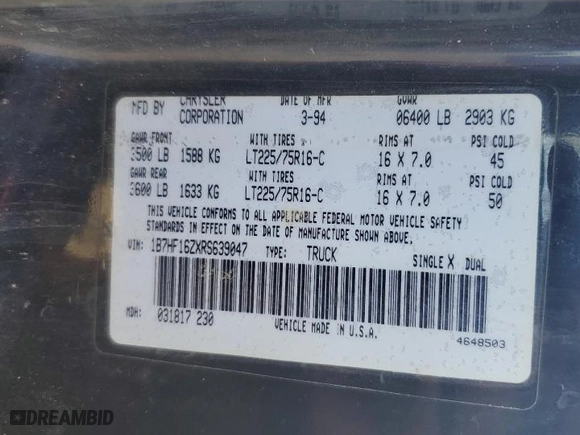 MFD BY CHRYSLER CORPORATION DATE OF MFR 3-94 GVWR 06400 LB 2903 KG
GAWR FRONT WITH TIRES RIMS AT PSI COLD
3500 LB 1588 KG LT225/75R16-C 16 X 7.0 45
GAWR REAR WITH TIRES RIMS AT PSI COLD
3600 LB 1633 KG LT225/75R16-C 16 X 7.0 50
THIS VEHICLE CONFORMS TO ALL APPLICABLE FEDERAL MOTOR VEHICLE SAFETY
STANDARDS IN EFFECT ON THE DATE OF MANUFACTURE SHOWN ABOVE.
VIN: 1B7HF16ZXRS639047 TYPE: TRUCK SINGLE X DUAL
MDH: 031817 230 VEHICLE MADE IN U.S.A. 4648503
DREAMBID